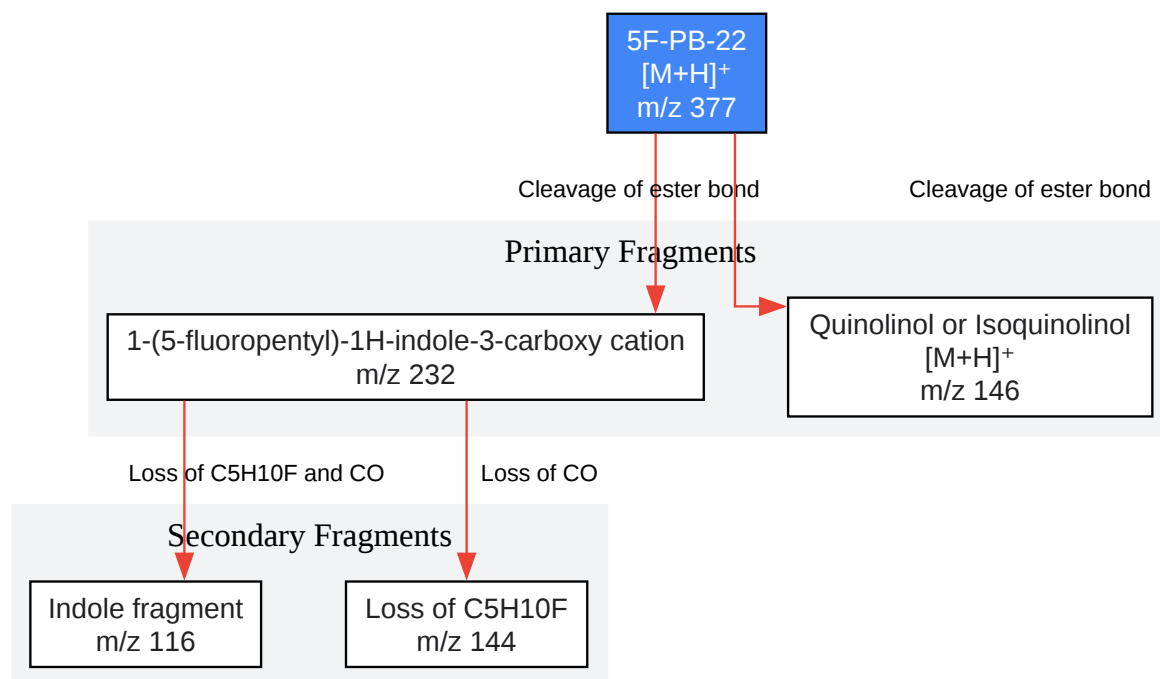 5F-PB-22
[M+H]⁺
m/z 377
Cleavage of ester bond
Cleavage of ester bond
Primary Fragments
1-(5-fluoropentyl)-1H-indole-3-carboxy cation
m/z 232
Quinolinol or Isoquinolinol
[M+H]⁺
m/z 146
Loss of C5H10F and CO
Loss of CO
Secondary Fragments
Indole fragment
m/z 116
Loss of C5H10F
m/z 144